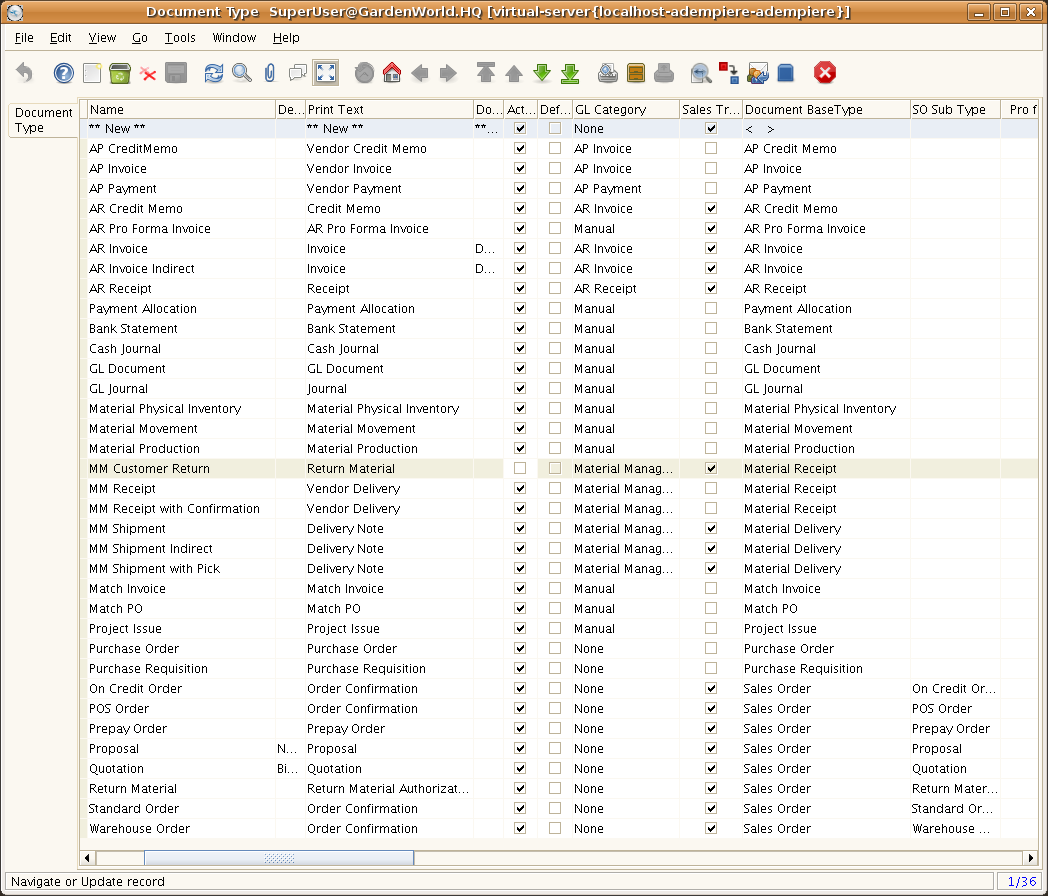 Document Type SuperUser@GardenWorld.HQ [virtual-server{localhost-adempiere-adempiere}]
File Edit View Go Tools Window Help
Document Type
Name De... Print Text Do... Act... Def... GL Category Sales Tr... Document BaseType SO Sub Type Pro f
** New ** ** New ** **... None < >
AP CreditMemo Vendor Credit Memo AP Invoice AP Credit Memo
AP Invoice Vendor Invoice AP Invoice AP Invoice
AP Payment Vendor Payment AP Payment AP Payment
AR Credit Memo Credit Memo AR Invoice AR Credit Memo
AR Pro Forma Invoice AR Pro Forma Invoice Manual AR Pro Forma Invoice
AR Invoice Invoice D... AR Invoice AR Invoice
AR Invoice Indirect Invoice D... AR Invoice AR Invoice
AR Receipt Receipt AR Receipt AR Receipt
Payment Allocation Payment Allocation Manual Payment Allocation
Bank Statement Bank Statement Manual Bank Statement
Cash Journal Cash Journal Manual Cash Journal
GL Document GL Document Manual GL Document
GL Journal Journal Manual GL Journal
Material Physical Inventory Material Physical Inventory Manual Material Physical Inventory
Material Movement Material Movement Manual Material Movement
Material Production Material Production Manual Material Production
MM Customer Return Return Material Material Manag... Material Receipt
MM Receipt Vendor Delivery Material Manag... Material Receipt
MM Receipt with Confirmation Vendor Delivery Material Manag... Material Receipt
MM Shipment Delivery Note Material Manag... Material Delivery
MM Shipment Indirect Delivery Note Material Manag... Material Delivery
MM Shipment with Pick Delivery Note Material Manag... Material Delivery
Match Invoice Match Invoice Manual Match Invoice
Match PO Match PO Manual Match PO
Project Issue Project Issue Manual Project Issue
Purchase Order Purchase Order None Purchase Order
Purchase Requisition Purchase Requisition None Purchase Requisition
On Credit Order Order Confirmation None Sales Order On Credit Or...
POS Order Order Confirmation None Sales Order POS Order
Prepay Order Prepay Order None Sales Order Prepay Order
Proposal N... Proposal None Sales Order Proposal
Quotation Bi... Quotation None Sales Order Quotation
Return Material Return Material Authorizat... None Sales Order Return Mater...
Standard Order Order Confirmation None Sales Order Standard Or...
Warehouse Order Order Confirmation None Sales Order Warehouse ...
Navigate or Update record 1/36